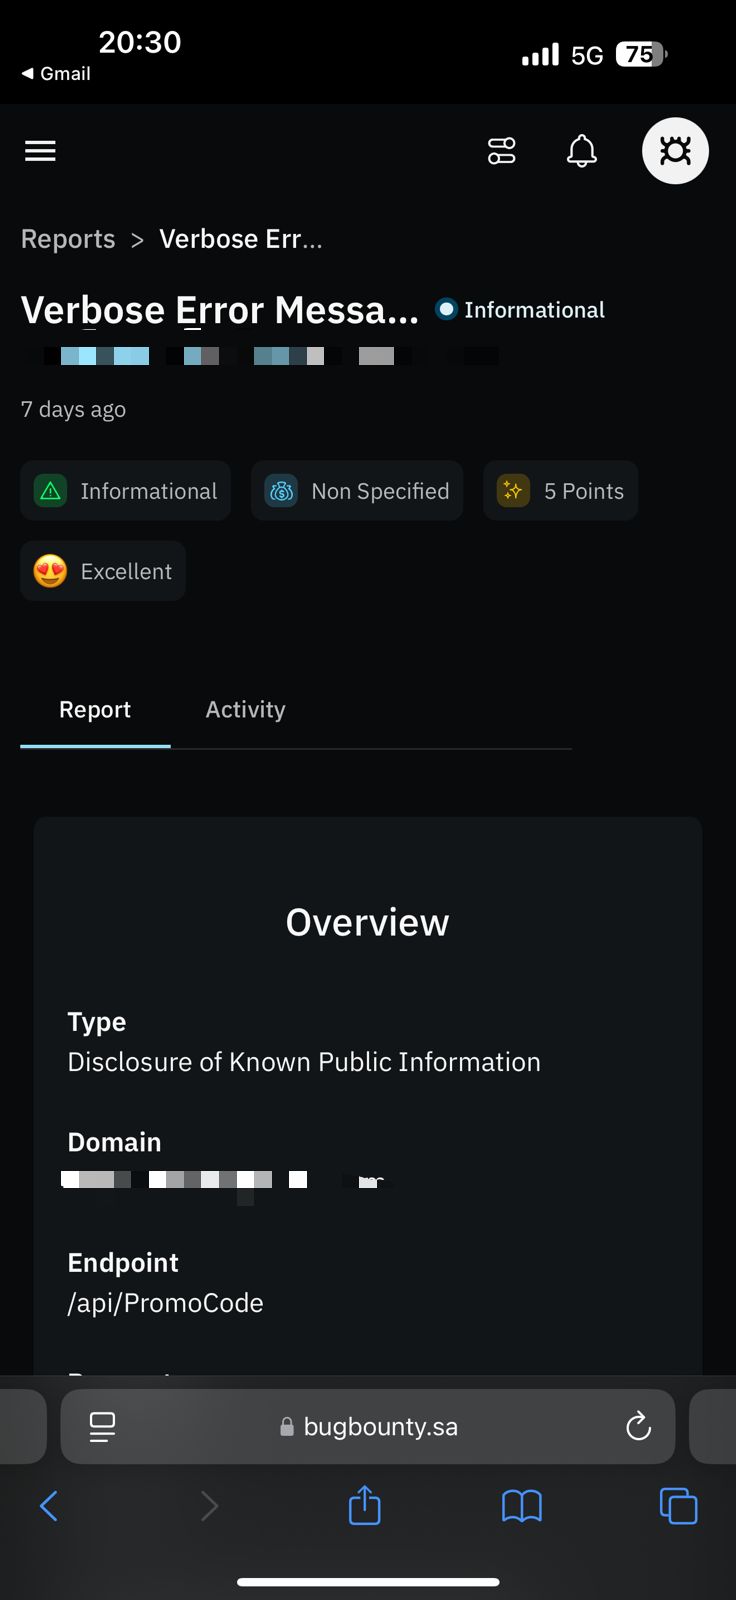 20:30
5G
75
◀ Gmail
Reports > Verbose Err...
Verbose Error Messa...
Informational
7 days ago
Informational
Non Specified
5 Points
Excellent
Report
Activity
Overview
Type
Disclosure of Known Public Information
Domain
Endpoint
/api/PromoCode
bugbounty.sa